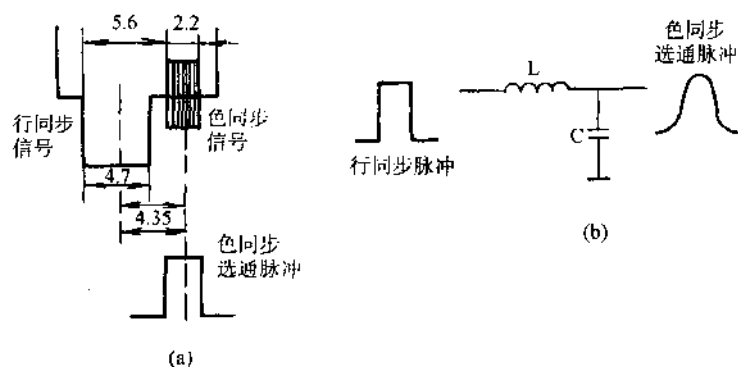 5.6
2.2
行同步
信号
色同步
信号
4.7
4.35
色同步
选通脉冲
(a)
行同步脉冲
L
C
色同步
选通脉冲
(b)